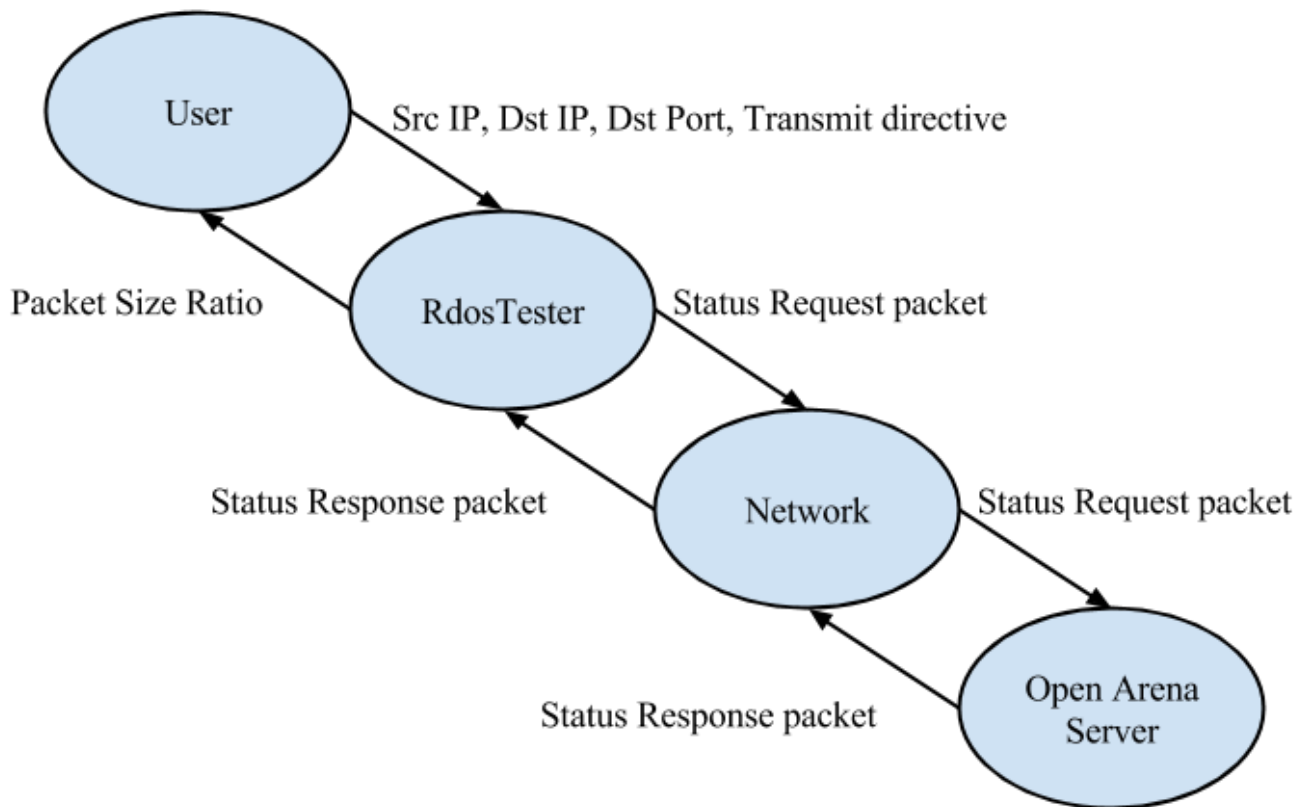 User
Src IP, Dst IP, Dst Port, Transmit directive
Packet Size Ratio
RdosTester
Status Request packet
Status Response packet
Network
Status Request packet
Status Response packet
Open Arena
Server